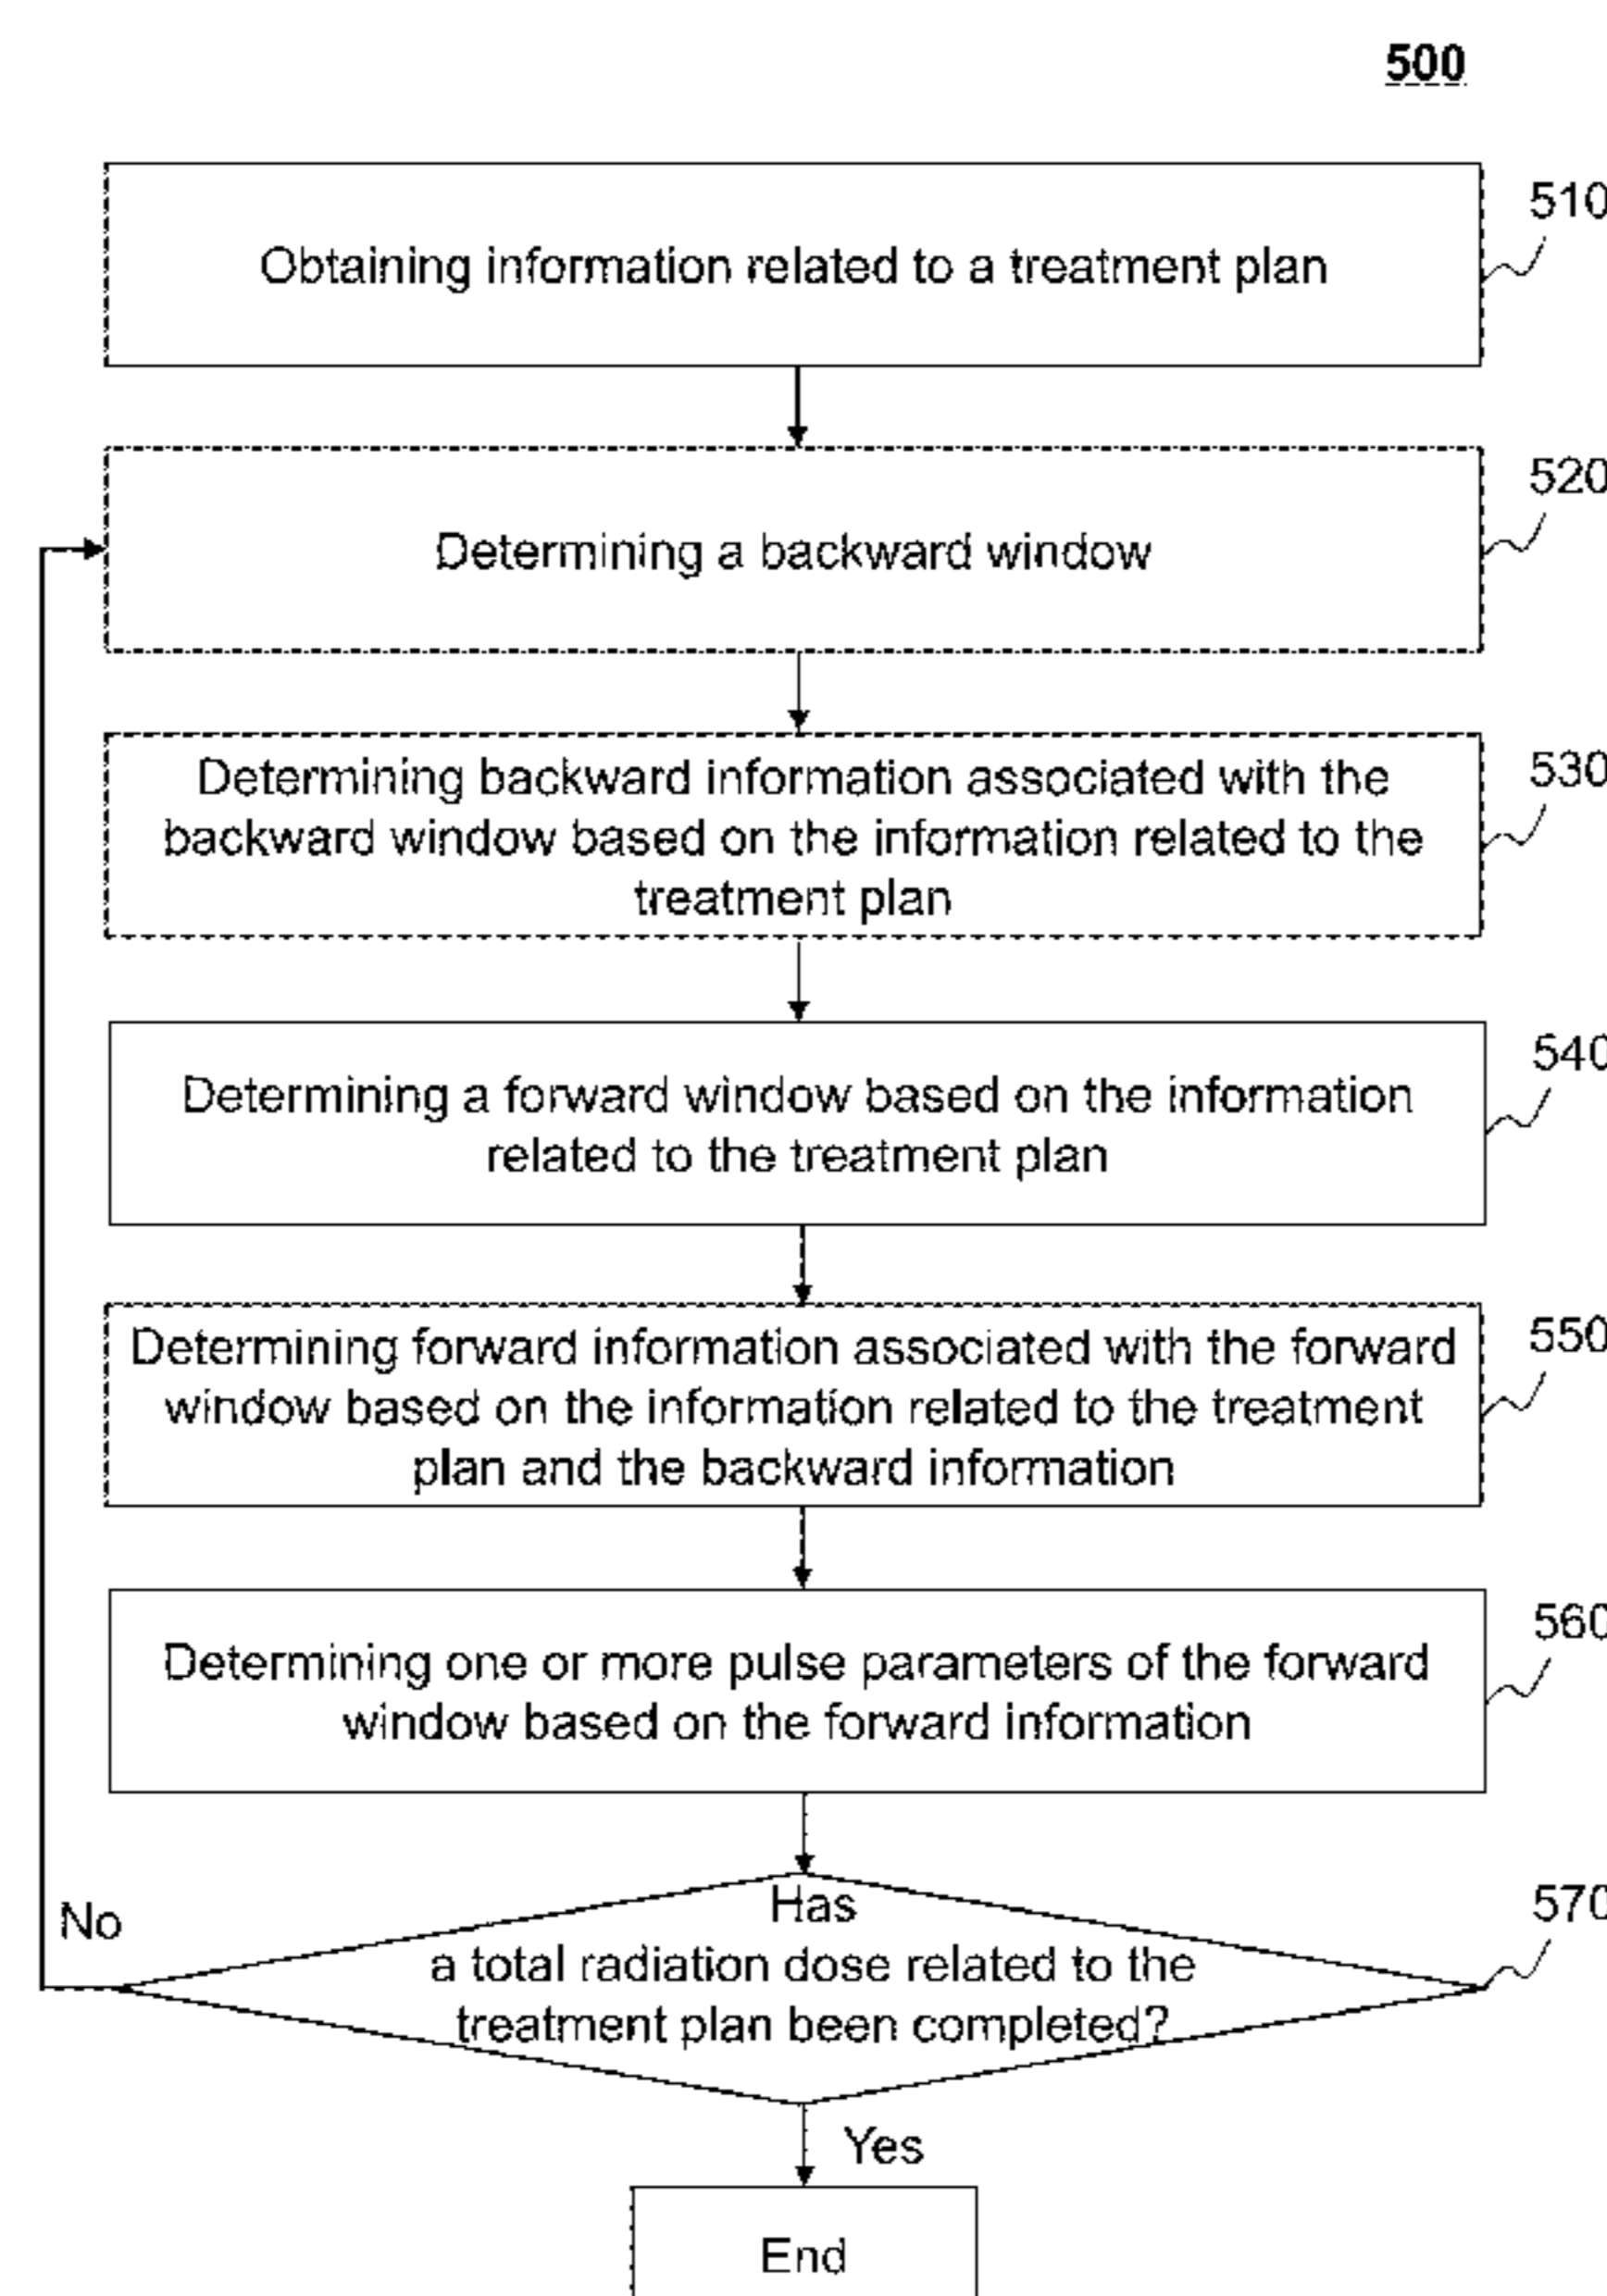 500
Obtaining information related to a treatment plan
510
Determining a backward window
520
Determining backward information associated with the
backward window based on the information related to the
treatment plan
530
Determining a forward window based on the information
related to the treatment plan
540
Determining forward information associated with the forward
window based on the information related to the treatment
plan and the backward information
550
Determining one or more pulse parameters of the forward
window based on the forward information
560
Has
a total radiation dose related to the
treatment plan been completed?
570
No
Yes
End